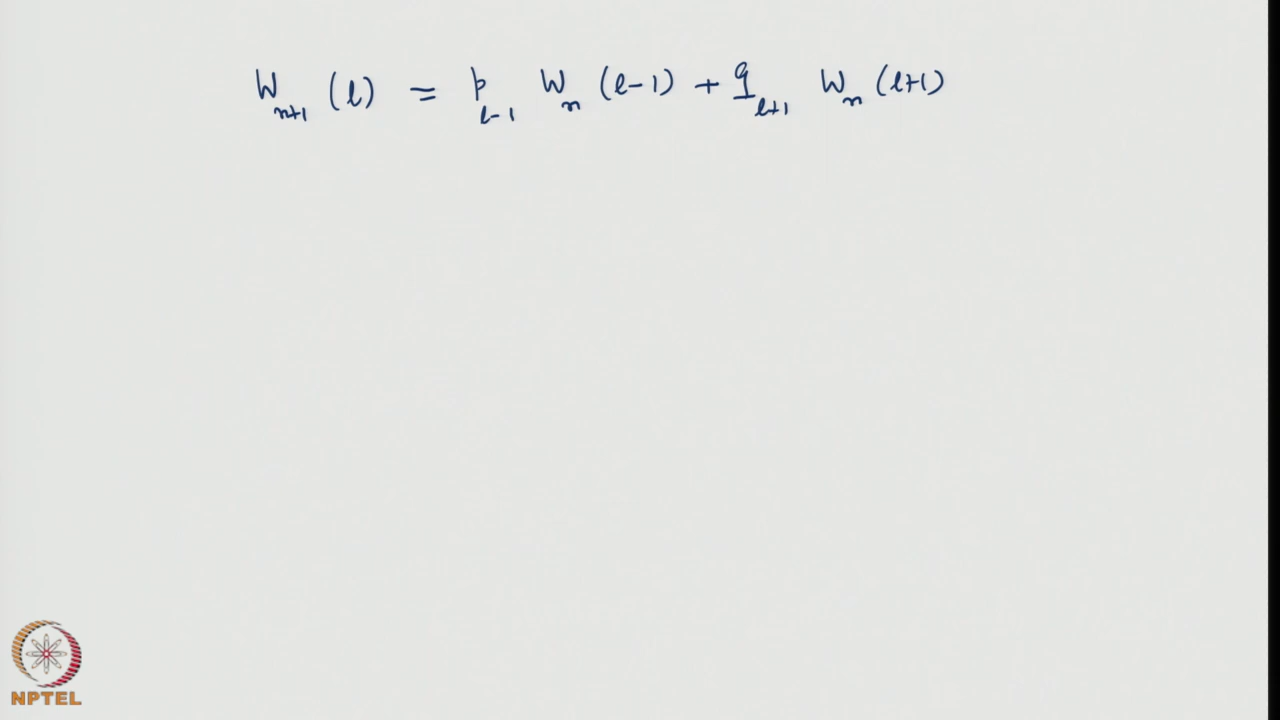 W_{n+1} (l) = p_{l-1} W_n (l-1) + q_{l+1} W_n (l+1)
NPTEL